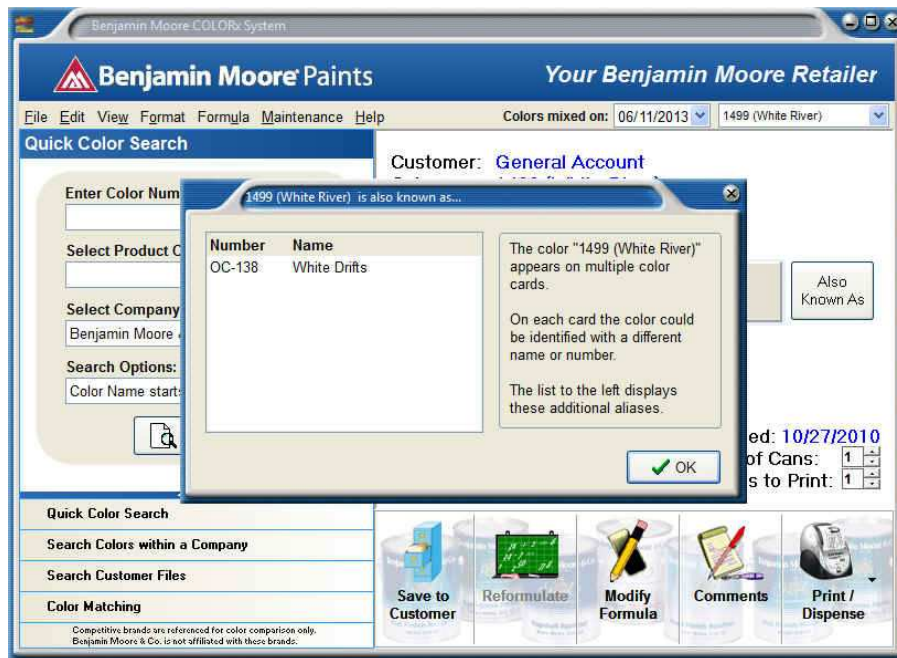 Benjamin Moore COLORx System
Benjamin Moore® Paints
Your Benjamin Moore Retailer
File Edit View Format Formula Maintenance Help
Colors mixed on: 06/11/2013 1499 (White River)
Quick Color Search
Customer: General Account
Enter Color Num
Select Product C
Select Company
Benjamin Moore
Search Options:
Color Name start
1499 (White River) is also known as...
Number Name
OC-138 White Drifts
The color "1499 (White River)"
appears on multiple color
cards.
On each card the color could
be identified with a different
name or number.
The list to the left displays
these additional aliases.
OK
Also
Known As
ed: 10/27/2010
of Cans: 1
s to Print: 1
Quick Color Search
Search Colors within a Company
Search Customer Files
Color Matching
Competitive brands are referenced for color comparison only.
Benjamin Moore & Co. is not affiliated with these brands.
Save to
Customer
Reformulate
Modify
Formula
Comments
Print /
Dispense